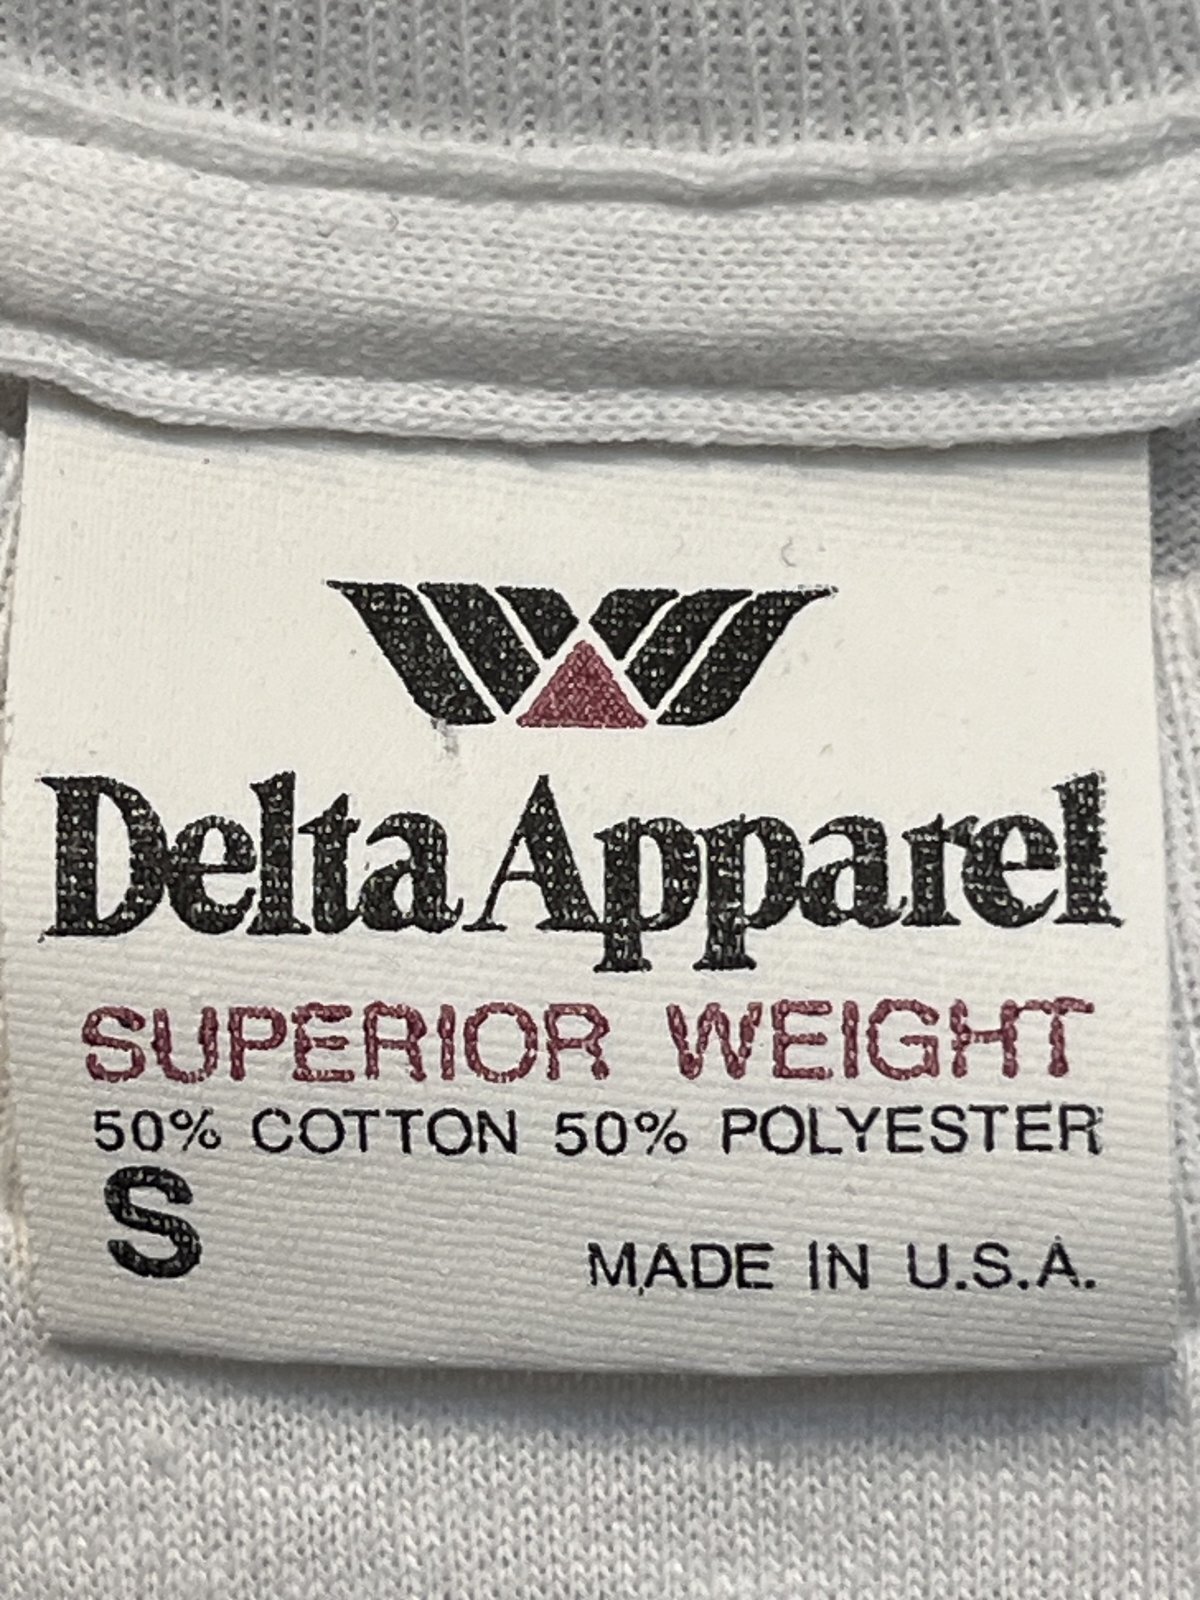 Delta Apparel
SUPERIOR WEIGHT
50% COTTON 50% POLYESTER
S
MADE IN U.S.A.